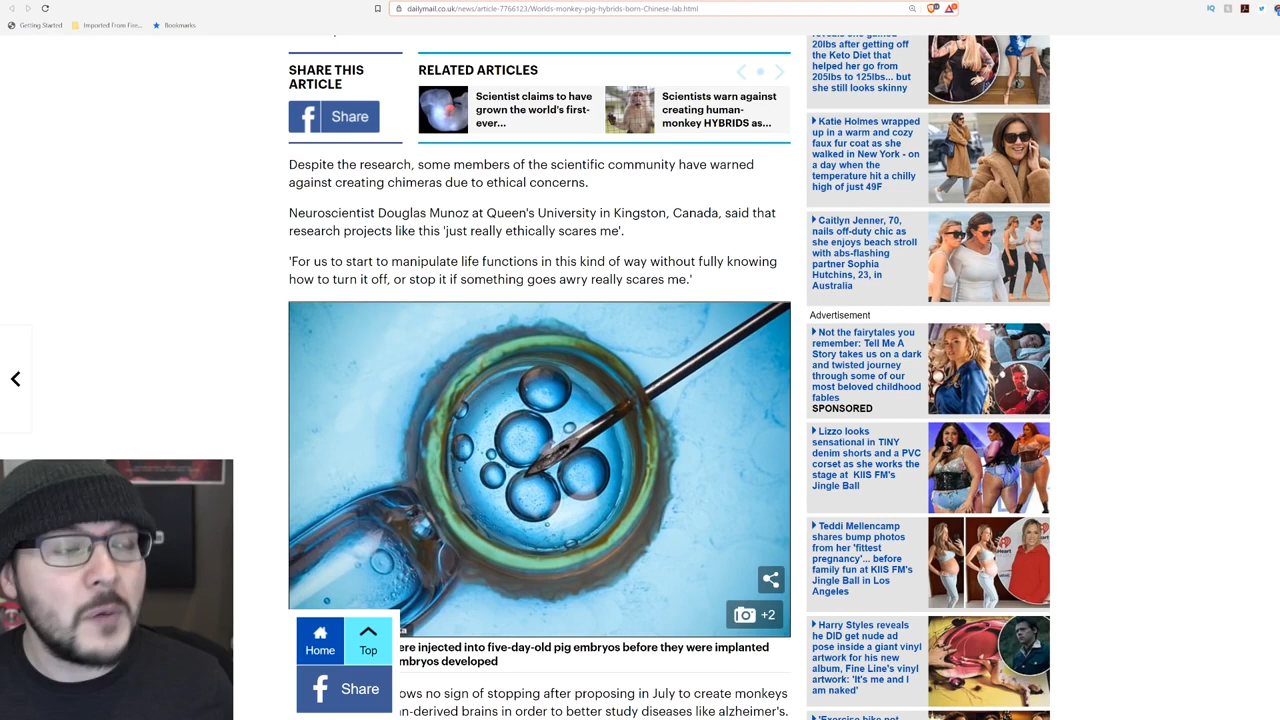 Getting Started
Imported From Fire...
Bookmarks
dailymail.co.uk/news/article-7766123/Worlds-monkey-pig-hybrids-born-Chinese-lab.html
IQ
SHARE THIS
ARTICLE
Share
RELATED ARTICLES
Scientist claims to have
grown the world's first-
ever...
Scientists warn against
creating human-
monkey HYBRIDS as...
Despite the research, some members of the scientific community have warned
against creating chimeras due to ethical concerns.
Neuroscientist Douglas Munoz at Queen's University in Kingston, Canada, said that
research projects like this 'just really ethically scares me'.
'For us to start to manipulate life functions in this kind of way without fully knowing
how to turn it off, or stop it if something goes awry really scares me.'
+2
ere injected into five-day-old pig embryos before they were implanted
mbryos developed
ows no sign of stopping after proposing in July to create monkeys
n-derived brains in order to better study diseases like alzheimer's.
Home
Top
Share
20lbs after getting off
the Keto Diet that
helped her go from
205lbs to 125lbs... but
she still looks skinny
Katie Holmes wrapped
up in a warm and cozy
faux fur coat as she
walked in New York - on
a day when the
temperature hit a chilly
high of just 49F
Caitlyn Jenner, 70,
nails off-duty chic as
she enjoys beach stroll
with abs-flashing
partner Sophia
Hutchins, 23, in
Australia
Advertisement
Not the fairytales you
remember: Tell Me A
Story takes us on a dark
and twisted journey
through some of our
most beloved childhood
fables
SPONSORED
Lizzo looks
sensational in TINY
denim shorts and a PVC
corset as she works the
stage at KIIS FM's
Jingle Ball
Teddi Mellencamp
shares bump photos
from her 'fittest
pregnancy'... before
family fun at KIIS FM's
Jingle Ball in Los
Angeles
Harry Styles reveals
he DID get nude ad
pose inside a giant vinyl
artwork for his new
album, Fine Line's vinyl
artwork: 'It's me and I
am naked'
'Exercise bike not